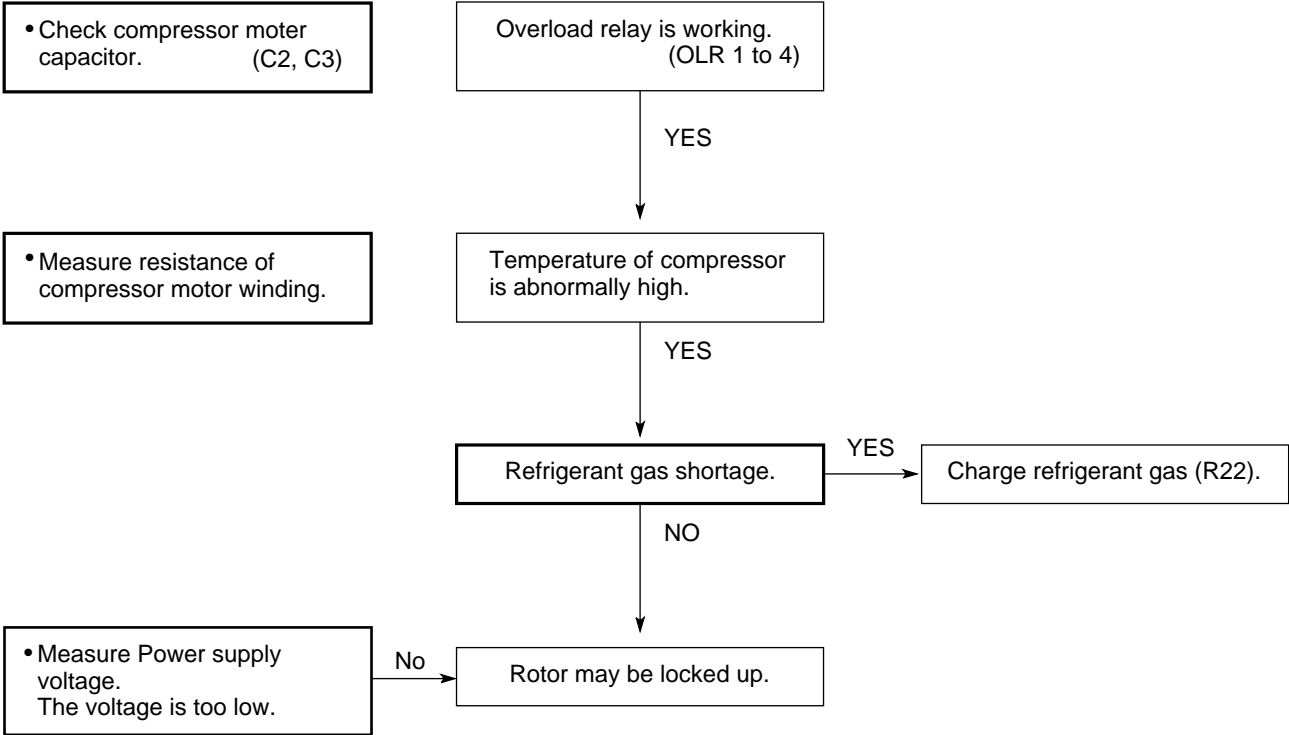 • Check compressor moter
capacitor. (C2, C3)
Overload relay is working.
(OLR 1 to 4)
YES
• Measure resistance of
compressor motor winding.
Temperature of compressor
is abnormally high.
YES
Refrigerant gas shortage.
YES
Charge refrigerant gas (R22).
NO
• Measure Power supply
voltage.
The voltage is too low.
No
Rotor may be locked up.